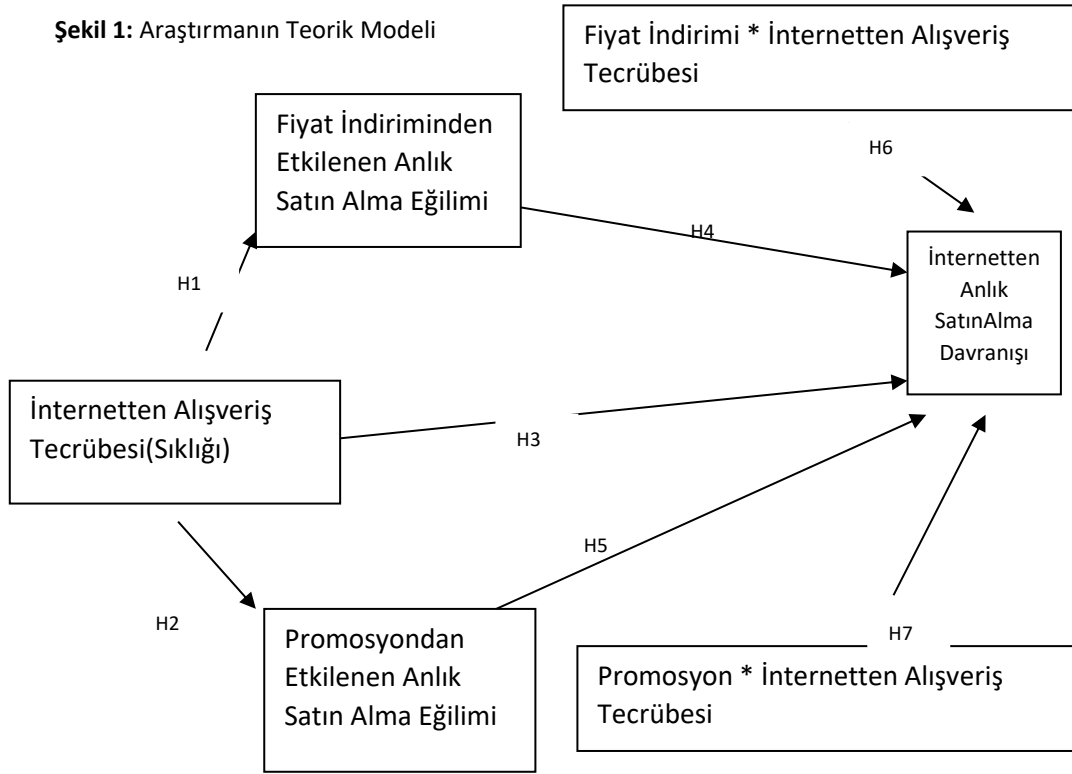 Şekil 1: Araştırmanın Teorik Modeli
Fiyat İndirimi * İnternetten Alışveriş
Tecrübesi
Fiyat İndiriminden
Etkilenen Anlık
Satın Alma Eğilimi
H6
H4
İnternetten
Anlık
SatınAlma
Davranışı
H1
İnternetten Alışveriş
Tecrübesi(Sıklığı)
H3
H5
H2
Promosyondan
Etkilenen Anlık
Satın Alma Eğilimi
H7
Promosyon * İnternetten Alışveriş
Tecrübesi